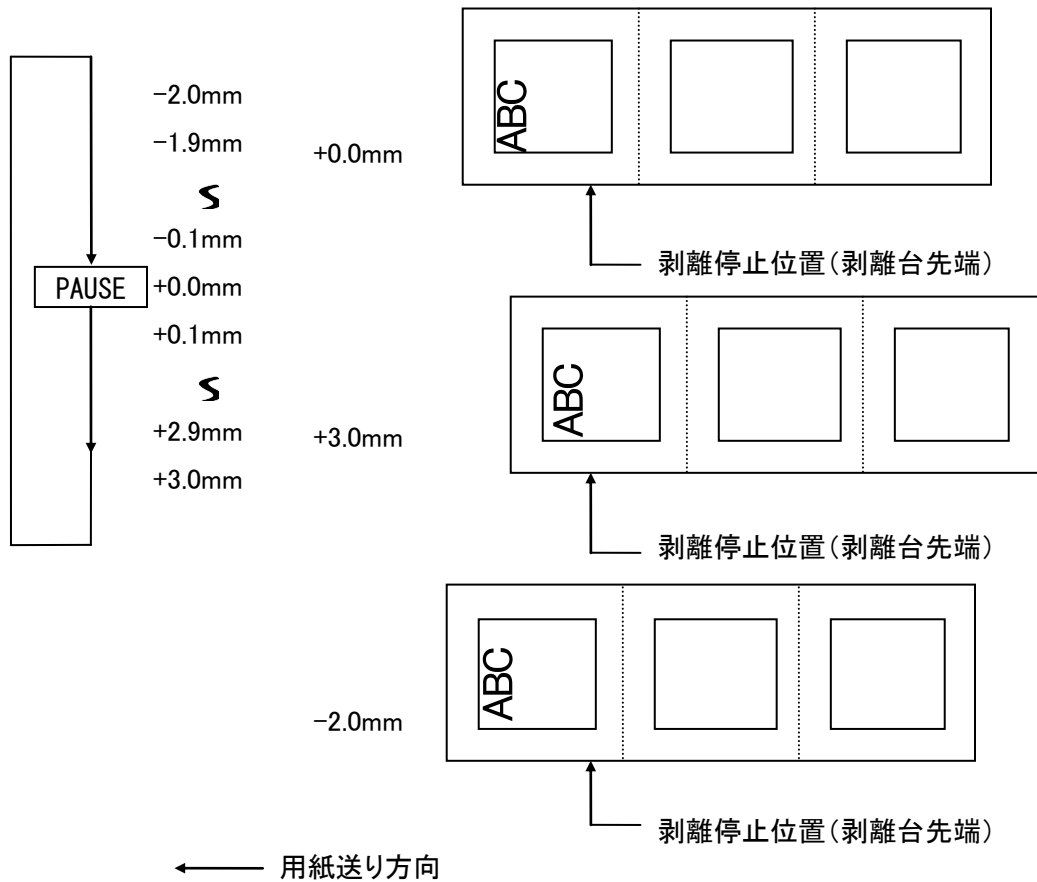 -2.0mm
-1.9mm
-0.1mm
PAUSE
+0.0mm
+0.1mm
+2.9mm
+3.0mm
+0.0mm
ABC
剥離停止位置(剥離台先端)
+3.0mm
ABC
剥離停止位置(剥離台先端)
-2.0mm
ABC
剥離停止位置(剥離台先端)
用紙送り方向